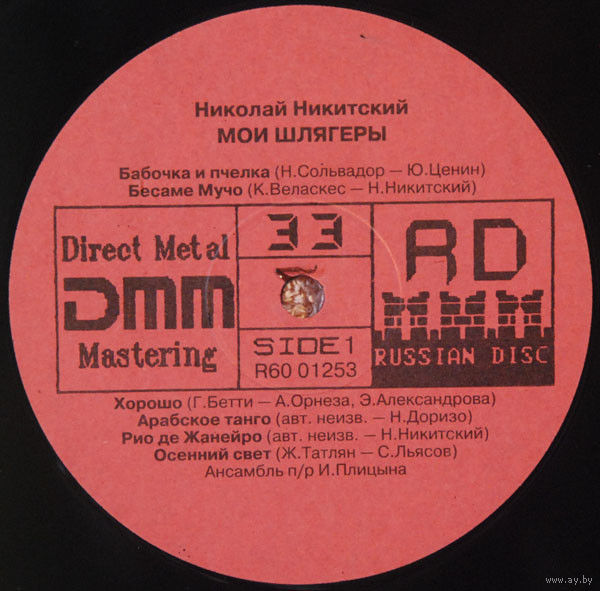 Николай Никитский
МОИ ШЛЯГЕРЫ
Бабочка и пчелка (Н.Сольвадор – Ю.Ценин)
Бесаме Мучо (К.Веласкес – Н.Никитский)
Direct Metal
DMM
Mastering
33
SIDE 1
R60 01253
RD
RUSSIAN DISC
Хорошо (Г.Бетти – А.Орнеза, Э.Александрова)
Арабское танго (авт. неизв. – Н.Доризо)
Рио де Жанейро (авт. неизв. – Н.Никитский)
Осенний свет (Ж.Татлян – С.Льясов)
Ансамбль п/р И.Плицына
www.ay.by